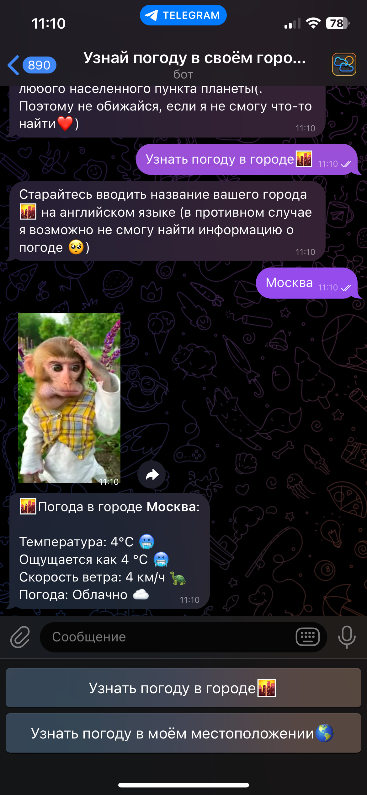 11:10
TELEGRAM
78
890
Узнай погоду в своём горо...
бот
любого населенного пункта планеты(.
Поэтому не обижайся, если я не смогу что-то
найти❤️)
11:10
Узнать погоду в городе🌇
11:10
Старайтесь вводить название вашего города
🌇 на английском языке (в противном случае
я возможно не смогу найти информацию о
погоде 🥺)
11:10
Москва
11:10
11:10
🌇Погода в городе Москва:
Температура: 4°C 🥶
Ощущается как 4 °C 🥶
Скорость ветра: 4 км/ч 🐢
Погода: Облачно ☁️
11:10
Сообщение
Узнать погоду в городе🌇
Узнать погоду в моём местоположении🌎